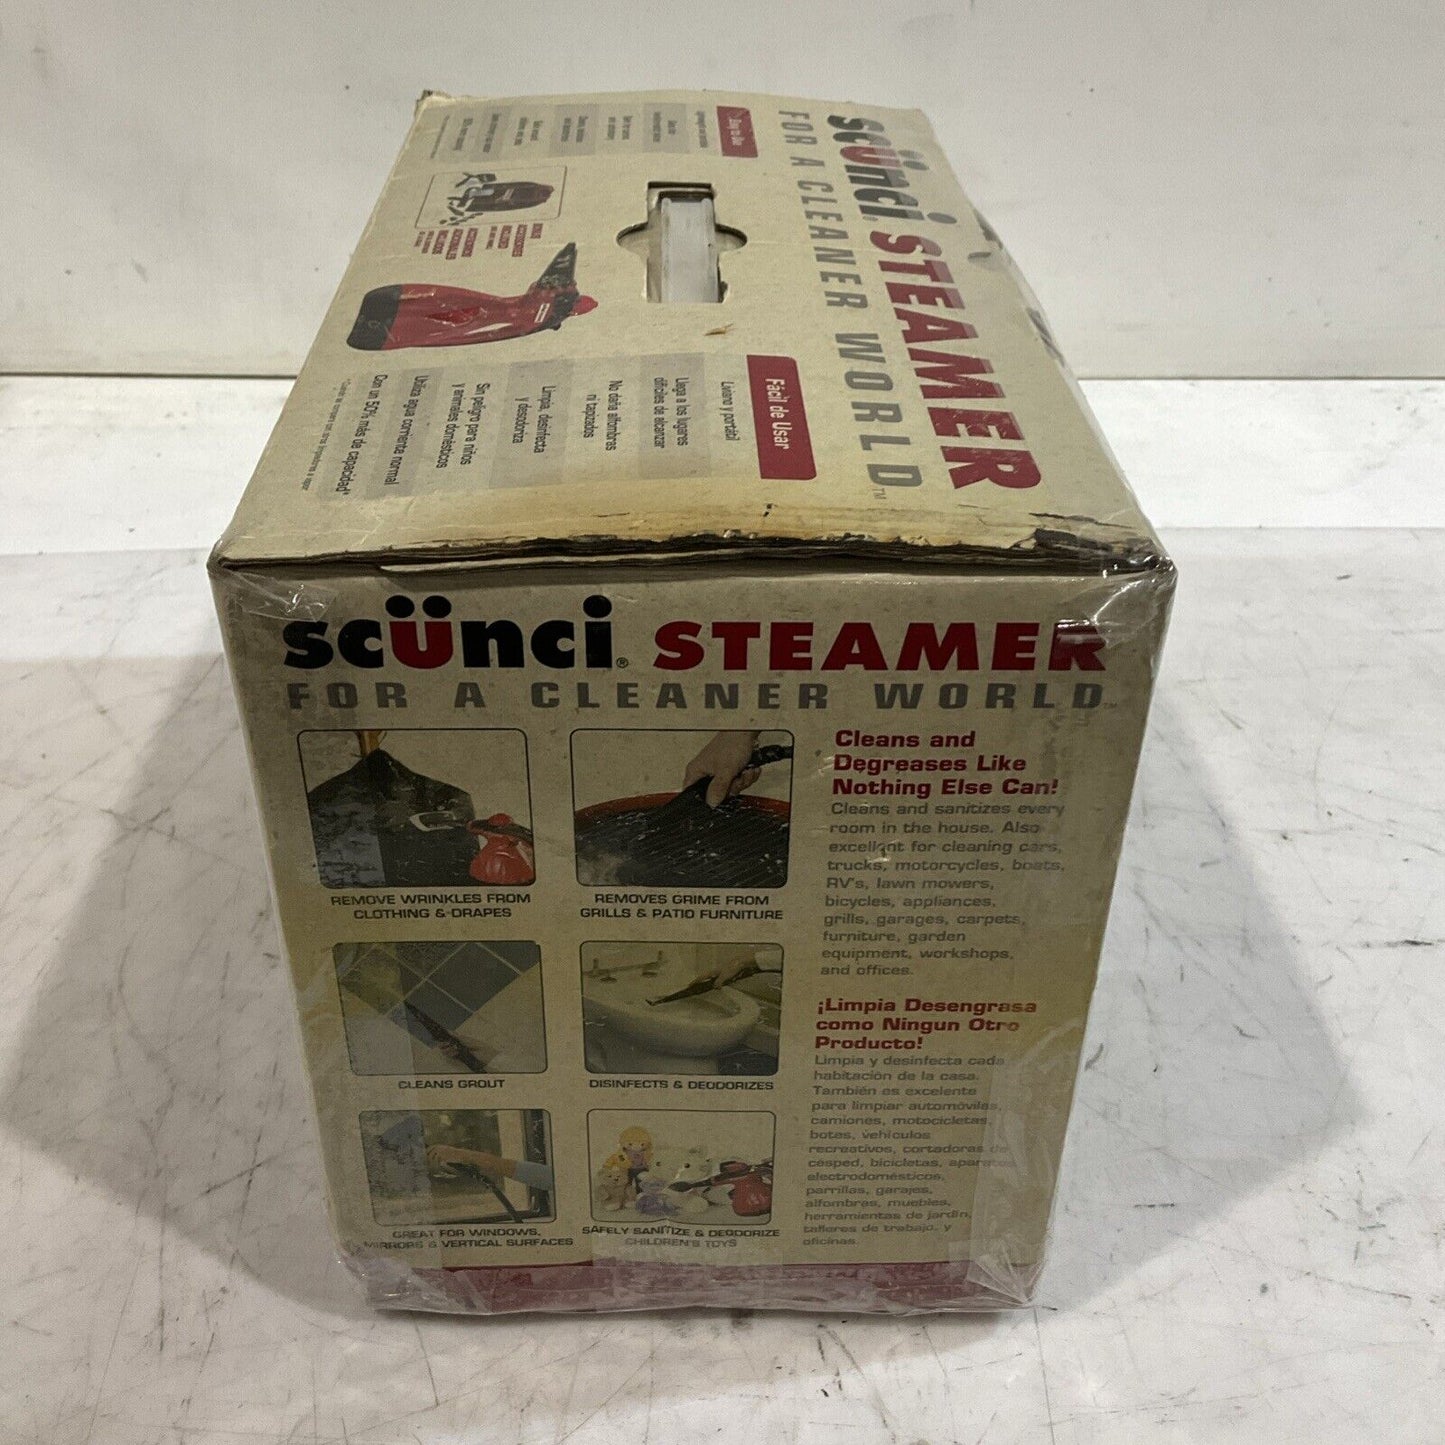 scünci® STEAMER
FOR A CLEANER WORLD™
Easy to Use
Fácil de Usar
Liviano y portátil
Llega a los lugares
difíciles de alcanzar
No daña alfombras
ni tapizados
Limpia, desinfecta
y desodoriza
Sin peligro para niños
y animales domésticos
Utiliza agua corriente normal
Con un 50% más de capacidad*
scünci® STEAMER
FOR A CLEANER WORLD™
REMOVE WRINKLES FROM
CLOTHING & DRAPES
REMOVES GRIME FROM
GRILLS & PATIO FURNITURE
CLEANS GROUT
DISINFECTS & DEODORIZES
GREAT FOR WINDOWS,
MIRRORS & VERTICAL SURFACES
SAFELY SANITIZE & DEODORIZE
CHILDREN'S TOYS
Cleans and
Degreases Like
Nothing Else Can!
Cleans and sanitizes every
room in the house. Also
excellent for cleaning cars,
trucks, motorcycles, boats,
RV's, lawn mowers,
bicycles, appliances,
grills, garages, carpets,
furniture, garden
equipment, workshops,
and offices.
¡Limpia Desengrasa
como Ningun Otro
Producto!
Limpia y desinfecta cada
habitación de la casa.
También es excelente
para limpiar automóviles,
camiones, motocicletas,
botes, vehículos
recreativos, cortadoras de
césped, bicicletas, aparatos
electrodomésticos,
parrillas, garajes,
alfombras, muebles,
herramientas de jardín,
talleres de trabajo, y
oficinas.